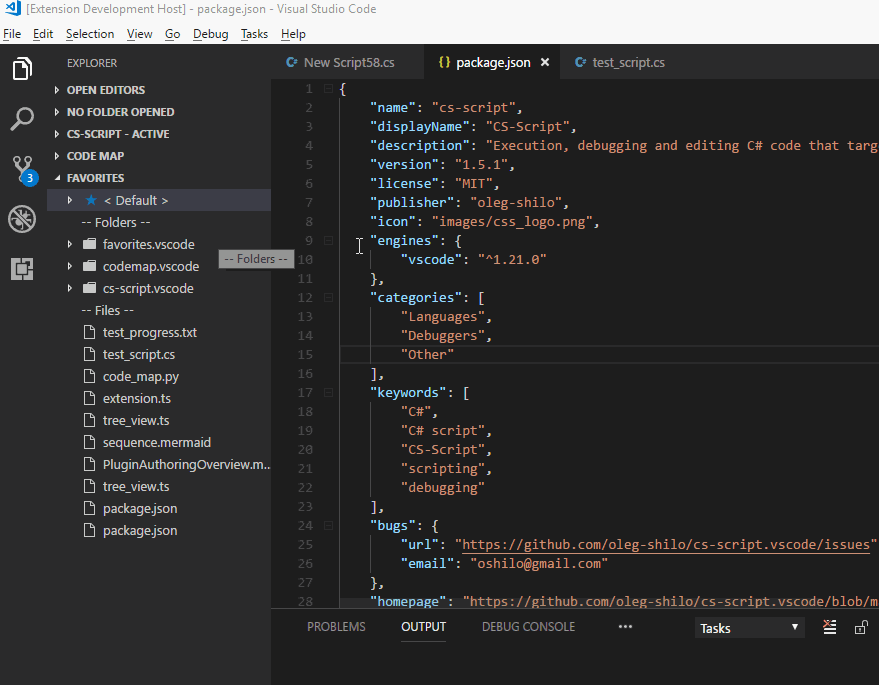 [Extension Development Host] - package.json - Visual Studio Code
File Edit Selection View Go Debug Tasks Help
EXPLORER
OPEN EDITORS
NO FOLDER OPENED
CS-SCRIPT - ACTIVE
CODE MAP
3
FAVORITES
< Default >
-- Folders --
favorites.vscode
codemap.vscode
cs-script.vscode
-- Files --
test_progress.txt
test_script.cs
code_map.py
extension.ts
tree_view.ts
sequence.mermaid
PluginAuthoringOverview.m...
tree_view.ts
package.json
package.json
-- Folders --
C# New Script58.cs {} package.json × C# test_script.cs
1 {
2 "name": "cs-script",
3 "displayName": "CS-Script",
4 "description": "Execution, debugging and editing C# code that targ
5 "version": "1.5.1",
6 "license": "MIT",
7 "publisher": "oleg-shilo",
8 "icon": "images/css_logo.png",
9 "engines": {
10 "vscode": "^1.21.0"
11 },
12 "categories": [
13 "Languages",
14 "Debuggers",
15 "Other"
16 ],
17 "keywords": [
18 "C#",
19 "C# script",
20 "CS-Script",
21 "scripting",
22 "debugging"
23 ],
24 "bugs": {
25 "url": "https://github.com/oleg-shilo/cs-script.vscode/issues"
26 "email": "oshilo@gmail.com"
27 },
28 "homepage": "https://github.com/oleg-shilo/cs-script.vscode/blob/m
PROBLEMS OUTPUT DEBUG CONSOLE ••• Tasks